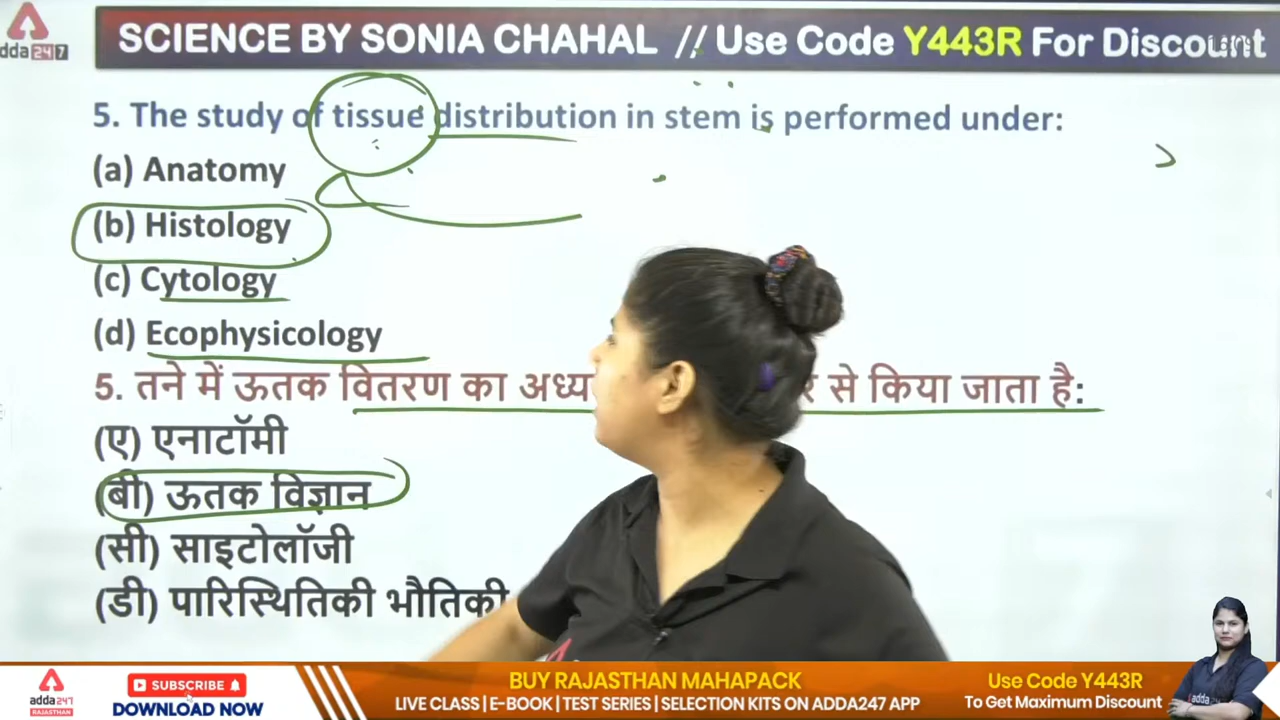 adda247
SCIENCE BY SONIA CHAHAL // Use Code Y443R For Discount
5. The study of tissue distribution in stem is performed under:
(a) Anatomy
(b) Histology
(c) Cytology
(d) Ecophysicology
5. तने में ऊतक वितरण का से किया जाता है:
(ए) एनाटॉमी
(बी) ऊतक विज्ञान
(सी) साइटोलॉजी
(डी) पारिस्थितिकी भौतिकी
adda247
RAJASTHAN
SUBSCRIBE
DOWNLOAD NOW
BUY RAJASTHAN MAHAPACK
LIVE CLASS | E-BOOK | TEST SERIES | SELECTION KITS ON ADDA247 APP
Use Code Y443R
To Get Maximum Discount
adda